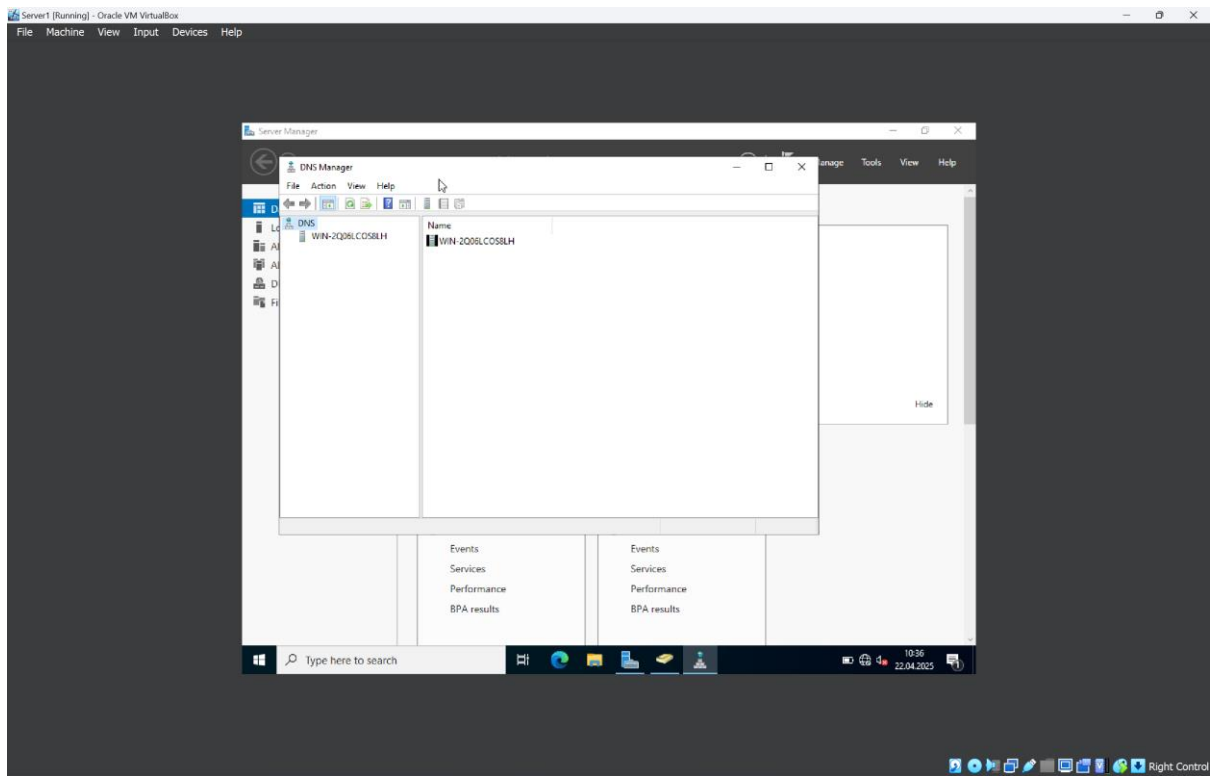 Server1 [Running] - Oracle VM VirtualBox
File Machine View Input Devices Help
Server Manager
Manage Tools View Help
DNS Manager
File Action View Help
DNS
WIN-2Q06LCOS8LH
Name
WIN-2Q06LCOS8LH
Hide
Events
Services
Performance
BPA results
Events
Services
Performance
BPA results
Type here to search
10:36
22.04.2025
Right Control